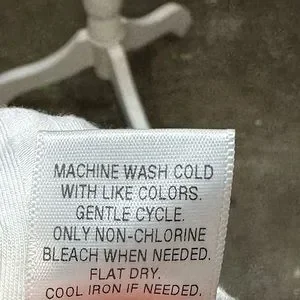 MACHINE WASH COLD
WITH LIKE COLORS.
GENTLE CYCLE.
ONLY NON-CHLORINE
BLEACH WHEN NEEDED.
FLAT DRY.
COOL IRON IF NEEDED.